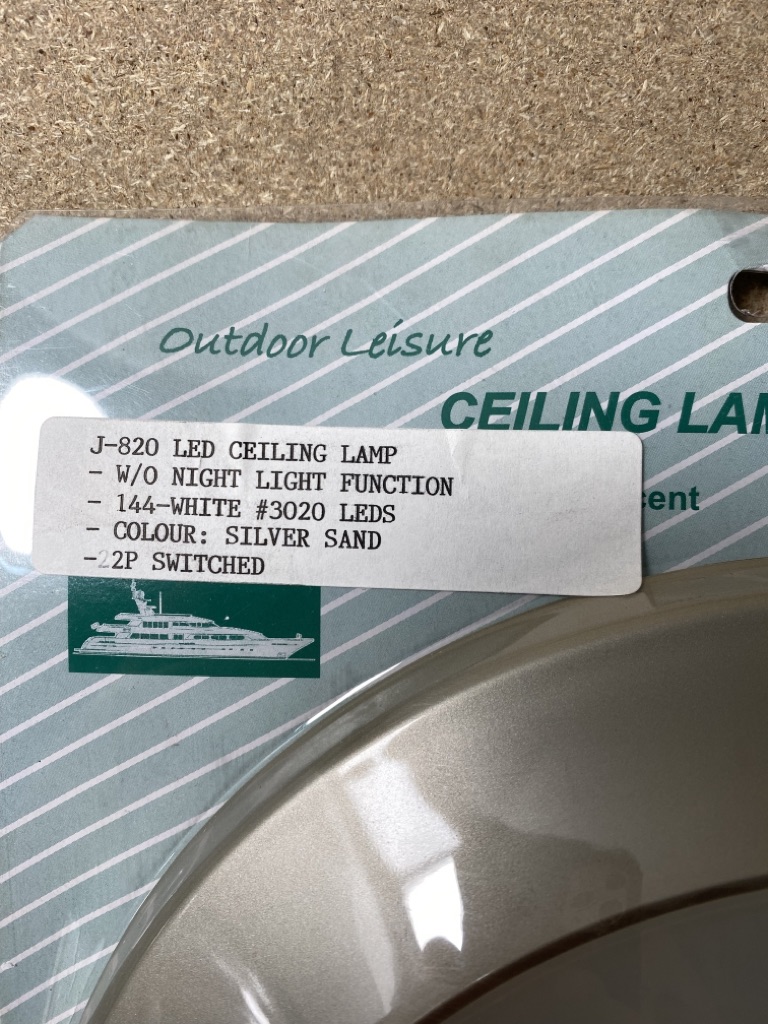 Outdoor Leisure
CEILING LAM
cent
J-820 LED CEILING LAMP
- W/O NIGHT LIGHT FUNCTION
- 144-WHITE #3020 LEDS
- COLOUR: SILVER SAND
-22P SWITCHED